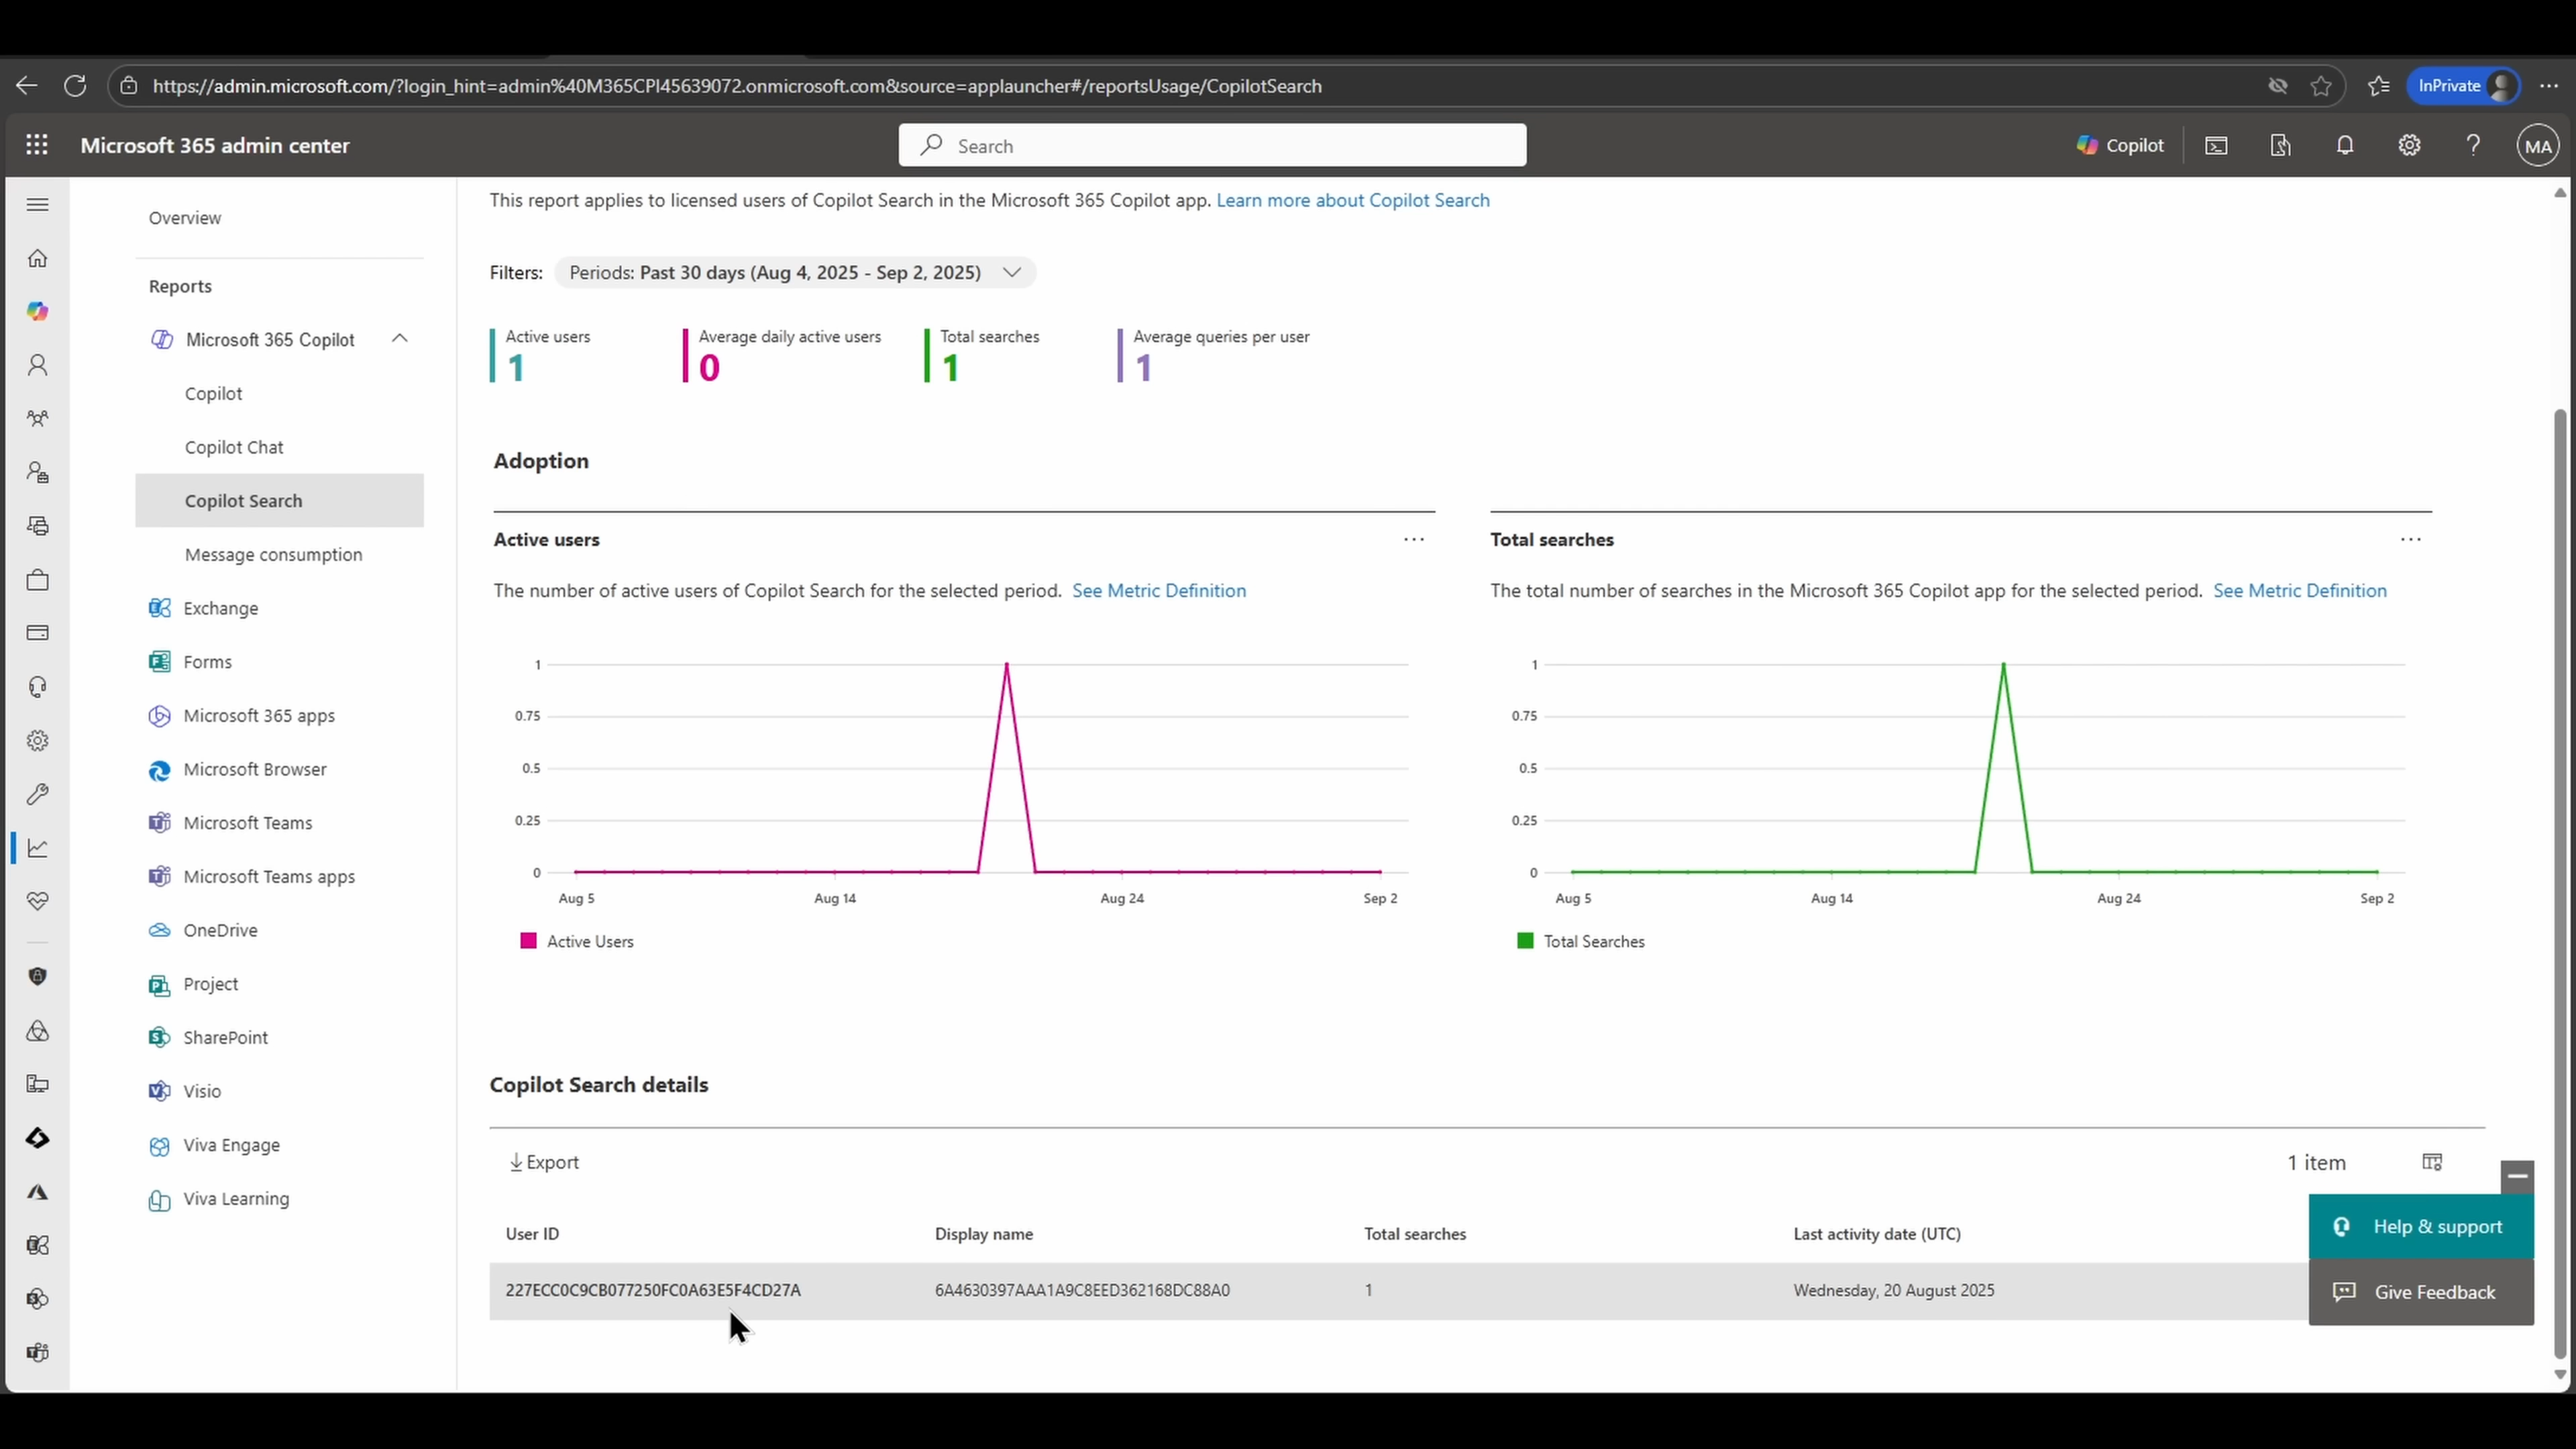 https://admin.microsoft.com/?login_hint=admin%40M365CPI45639072.onmicrosoft.com&source=applauncher#/reportsUsage/CopilotSearch
InPrivate
Microsoft 365 admin center
Search
Copilot
MA
Overview
Reports
Microsoft 365 Copilot
Copilot
Copilot Chat
Copilot Search
Message consumption
Exchange
Forms
Microsoft 365 apps
Microsoft Browser
Microsoft Teams
Microsoft Teams apps
OneDrive
Project
SharePoint
Visio
Viva Engage
Viva Learning
This report applies to licensed users of Copilot Search in the Microsoft 365 Copilot app. Learn more about Copilot Search
Filters: Periods: Past 30 days (Aug 4, 2025 - Sep 2, 2025)
Active users
1
Average daily active users
0
Total searches
1
Average queries per user
1
Adoption
Active users
The number of active users of Copilot Search for the selected period. See Metric Definition
1
0.75
0.5
0.25
0
Aug 5 Aug 14 Aug 24 Sep 2
Active Users
Total searches
The total number of searches in the Microsoft 365 Copilot app for the selected period. See Metric Definition
1
0.75
0.5
0.25
0
Aug 5 Aug 14 Aug 24 Sep 2
Total Searches
Copilot Search details
Export
1 item
User ID Display name Total searches Last activity date (UTC)
227ECC0C9CB077250FC0A63E5F4CD27A 6A4630397AAA1A9C8EED362168DC88A0 1 Wednesday, 20 August 2025
Help & support
Give Feedback